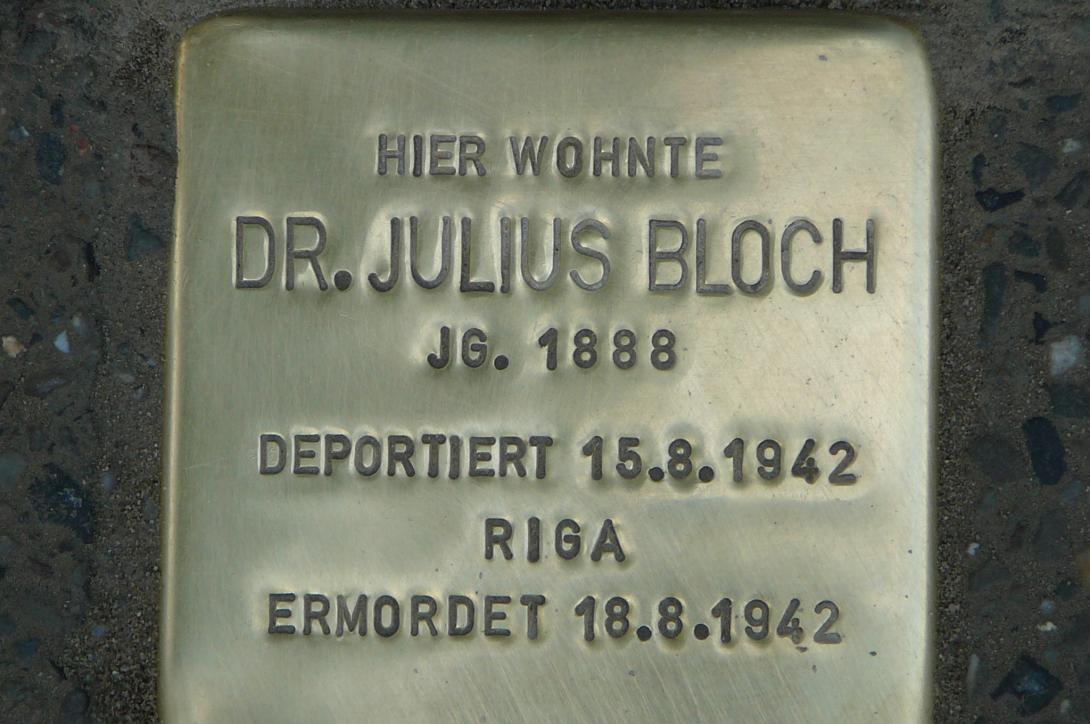 HIER WOHNTE
DR. JULIUS BLOCH
JG. 1888
DEPORTIERT 15.8.1942
RIGA
ERMORDET 18.8.1942